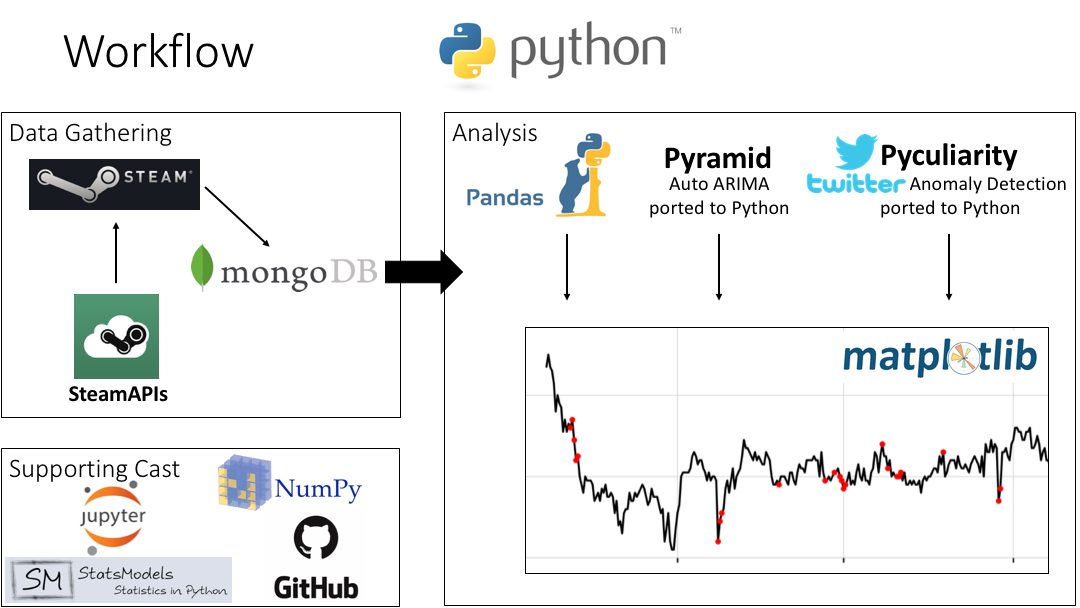 Workflow
python™
Data Gathering
STEAM®
mongoDB
SteamAPIs
Analysis
Pandas
Pyramid
Auto ARIMA
ported to Python
Pyculiarity
twitter Anomaly Detection
ported to Python
matplotlib
Supporting Cast
NumPy
jupyter
GitHub
SM StatsModels
Statistics in Python